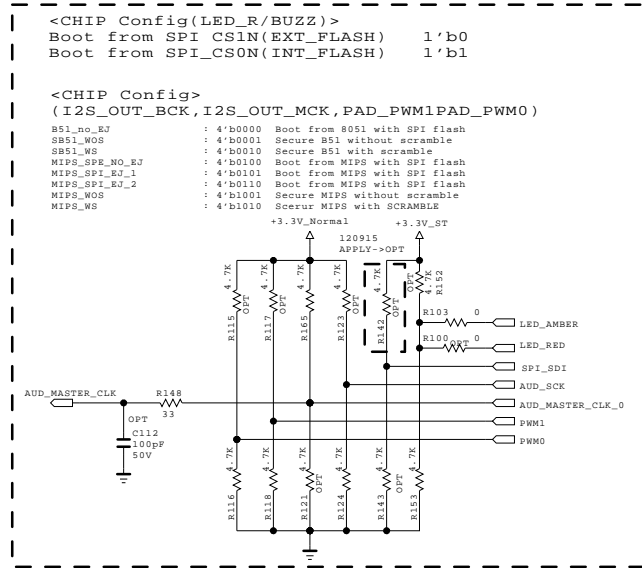 <CHIP Config(LED_R/BUZZ)>
Boot from SPI CS1N(EXT_FLASH) 1'b0
Boot from SPI_CS0N(INT_FLASH) 1'b1
<CHIP Config>
(I2S_OUT_BCK,I2S_OUT_MCK,PAD_PWM1PAD_PWM0)
B51_no_EJ : 4'b0000 Boot from 8051 with SPI flash
SB51_WOS : 4'b0001 Secure B51 without scramble
SB51_WS : 4'b0010 Secure B51 with scramble
MIPS_SPE_NO_EJ : 4'b0100 Boot from MIPS with SPI flash
MIPS_SPI_EJ_1 : 4'b0101 Boot from MIPS with SPI flash
MIPS_SPI_EJ_2 : 4'b0110 Boot from MIPS with SPI flash
MIPS_WOS : 4'b1001 Secure MIPS without scramble
MIPS_WS : 4'b1010 Scerur MIPS with SCRAMBLE
+3.3V_Normal
+3.3V_ST
120915
APPLY->OPT
4.7K
R115
OPT
4.7K
R117
OPT
4.7K
R165
4.7K
R123
OPT
4.7K
R142
OPT
OPT
4.7K
R152
R103 0
LED_AMBER
R100 OPT 0
LED_RED
SPI_SDI
AUD_SCK
AUD_MASTER_CLK
R148
33
AUD_MASTER_CLK_0
PWM1
PWM0
OPT
C112
100pF
50V
4.7K
R116
4.7K
R118
4.7K
R121
OPT
4.7K
R124
4.7K
R143
OPT
4.7K
R153